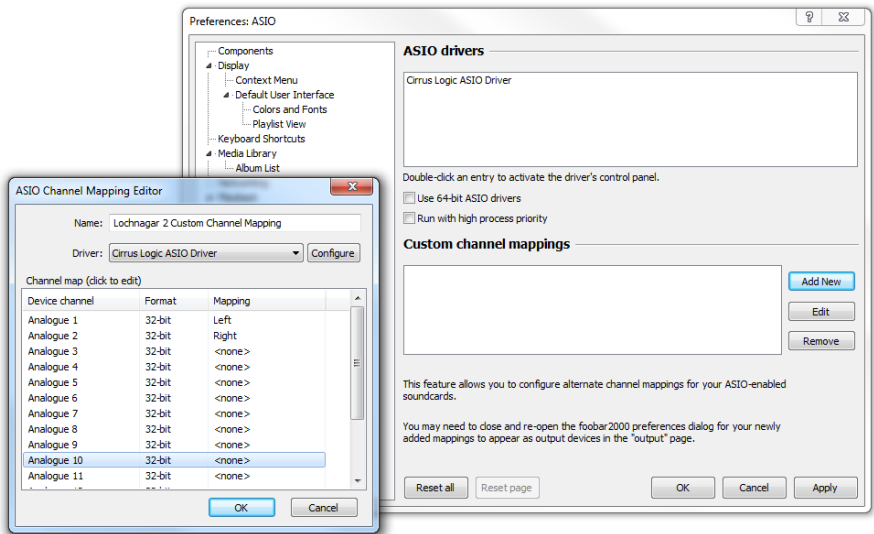 Preferences: ASIO
Components
Display
Context Menu
Default User Interface
Colors and Fonts
Playlist View
Keyboard Shortcuts
Media Library
Album List
ASIO drivers
Cirrus Logic ASIO Driver
Double-click an entry to activate the driver's control panel.
Use 64-bit ASIO drivers
Run with high process priority
Custom channel mappings
Add New
Edit
Remove
This feature allows you to configure alternate channel mappings for your ASIO-enabled
soundcards.
You may need to close and re-open the foobar2000 preferences dialog for your newly
added mappings to appear as output devices in the "output" page.
Reset all Reset page OK Cancel Apply
ASIO Channel Mapping Editor
Name: Lochnagar 2 Custom Channel Mapping
Driver: Cirrus Logic ASIO Driver Configure
Channel map (click to edit)
Device channel Format Mapping
Analogue 1 32-bit Left
Analogue 2 32-bit Right
Analogue 3 32-bit <none>
Analogue 4 32-bit <none>
Analogue 5 32-bit <none>
Analogue 6 32-bit <none>
Analogue 7 32-bit <none>
Analogue 8 32-bit <none>
Analogue 9 32-bit <none>
Analogue 10 32-bit <none>
Analogue 11 32-bit <none>
OK Cancel